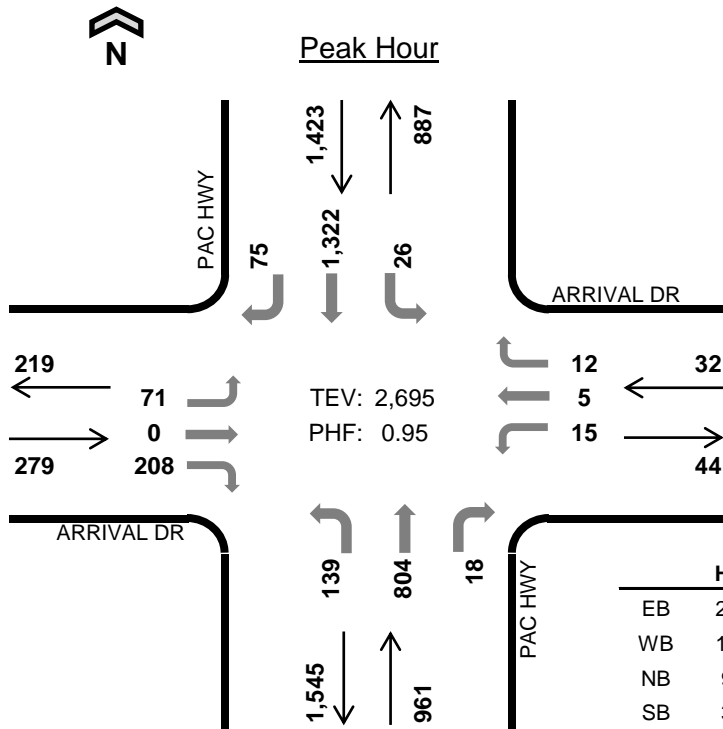 N
Peak Hour
1,423
887
PAC HWY
75
1,322
26
ARRIVAL DR
219
71
0
279
208
TEV: 2,695
PHF: 0.95
12
5
15
32
44
ARRIVAL DR
139
804
18
PAC HWY
1,545
961
EB
WB
NB
SB